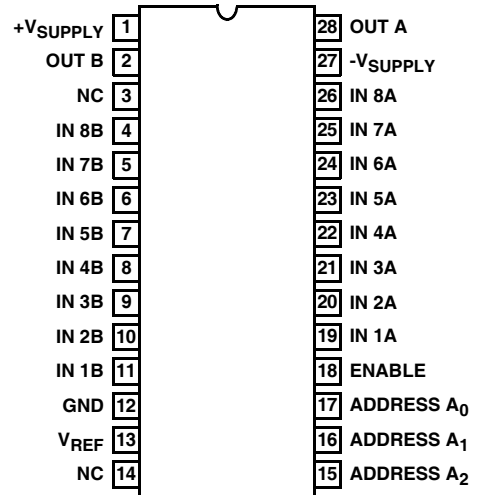 +VSUPPLY 1 28 OUT A
OUT B 2 27 -VSUPPLY
NC 3 26 IN 8A
IN 8B 4 25 IN 7A
IN 7B 5 24 IN 6A
IN 6B 6 23 IN 5A
IN 5B 7 22 IN 4A
IN 4B 8 21 IN 3A
IN 3B 9 20 IN 2A
IN 2B 10 19 IN 1A
IN 1B 11 18 ENABLE
GND 12 17 ADDRESS A0
VREF 13 16 ADDRESS A1
NC 14 15 ADDRESS A2